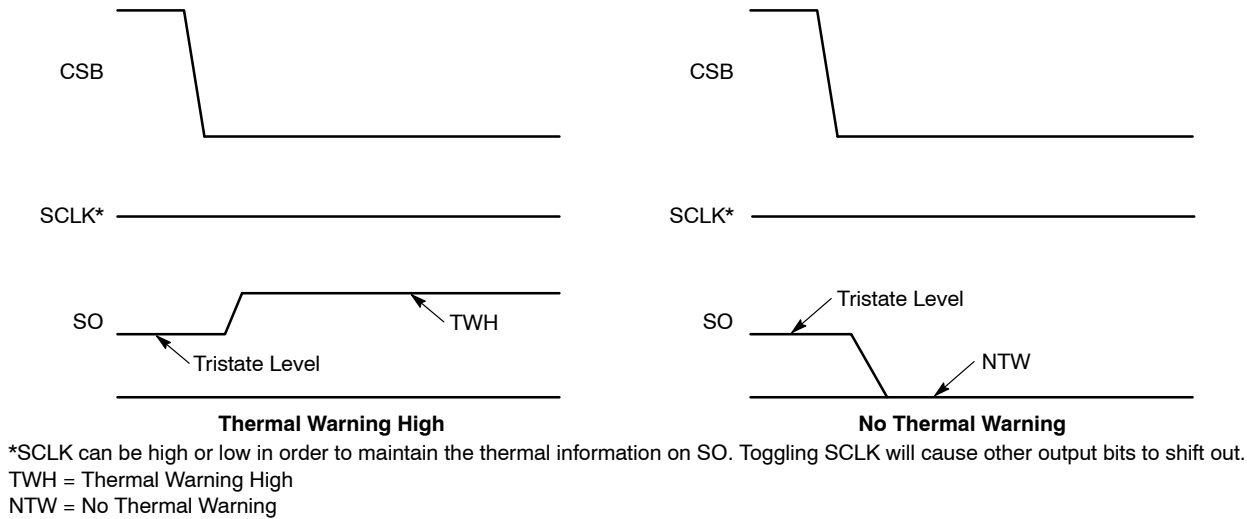 CSB
SCLK*
SO
TWH
Tristate Level
Thermal Warning High
CSB
SCLK*
SO
Tristate Level
NTW
No Thermal Warning
*SCLK can be high or low in order to maintain the thermal information on SO. Toggling SCLK will cause other output bits to shift out.
TWH = Thermal Warning High
NTW = No Thermal Warning